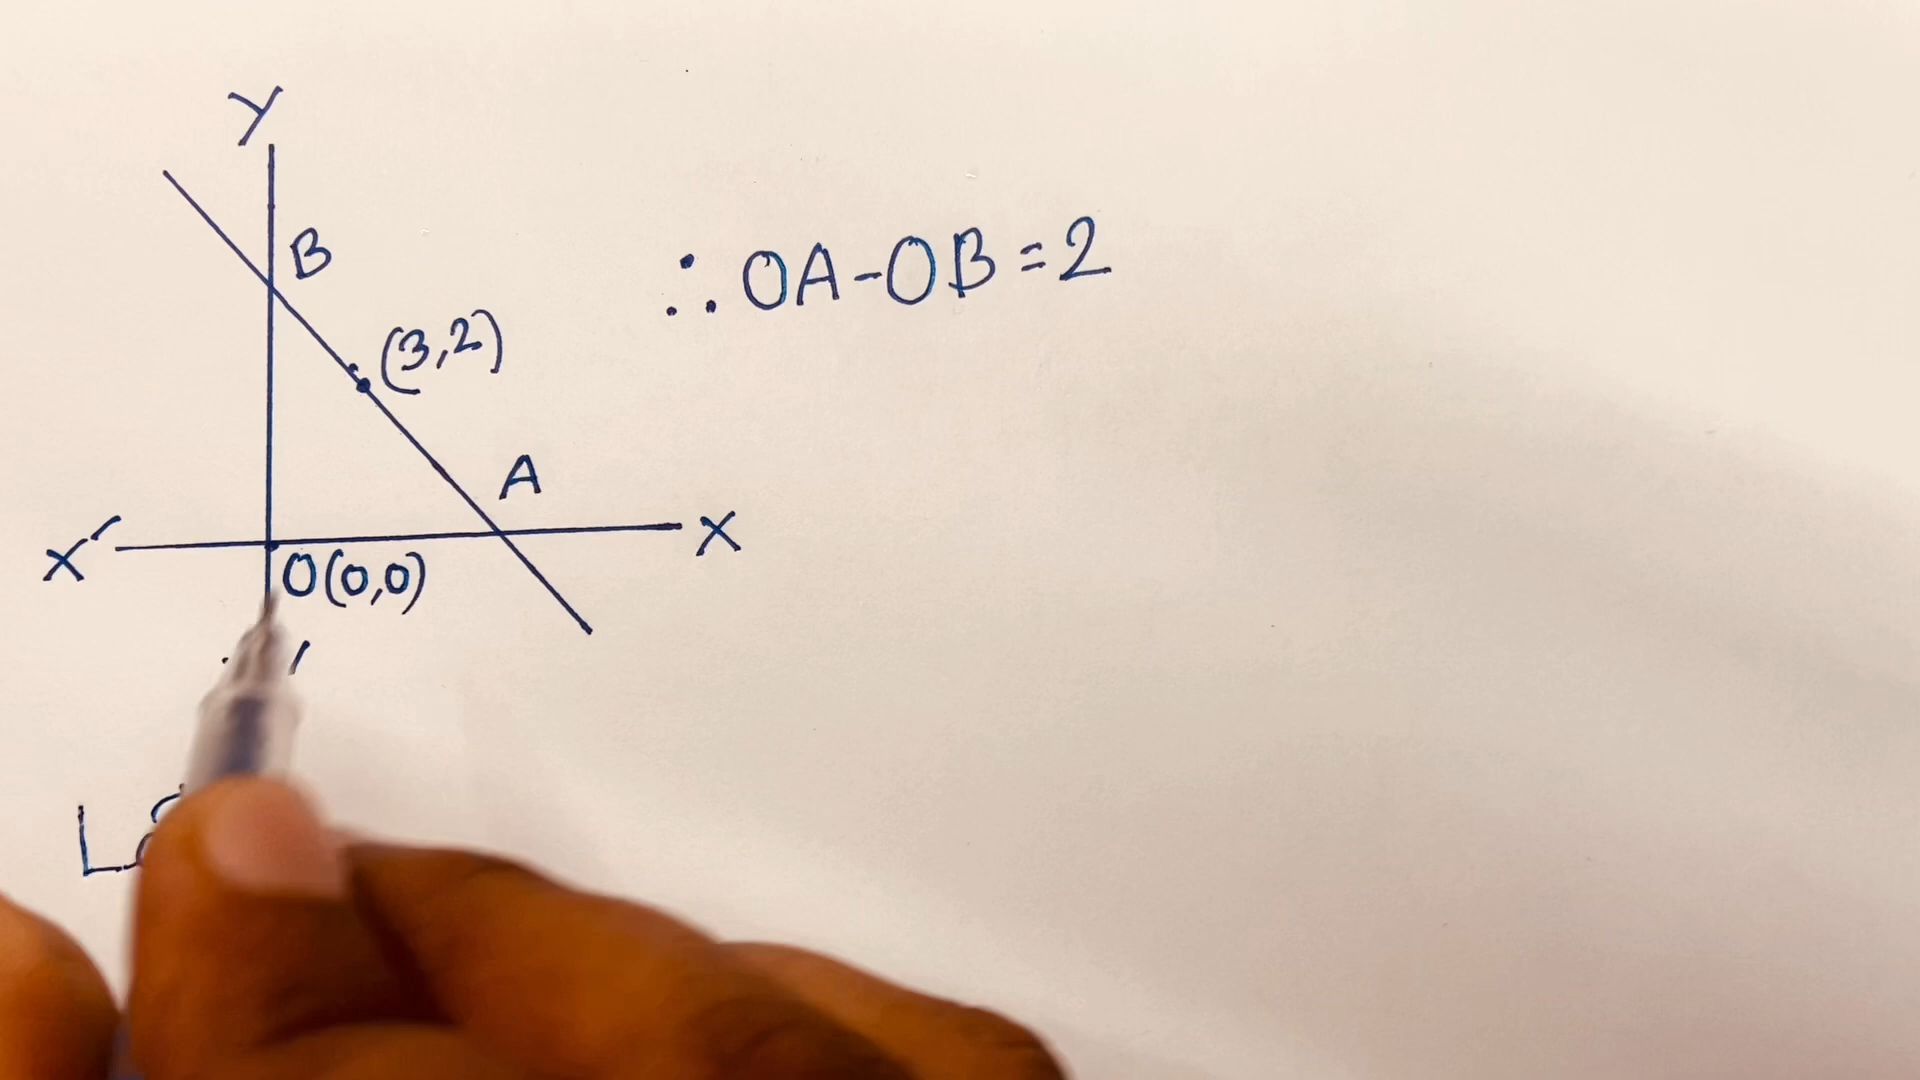 Y
B
∴ OA-OB=2
(3,2)
A
X′
X
O(0,0)